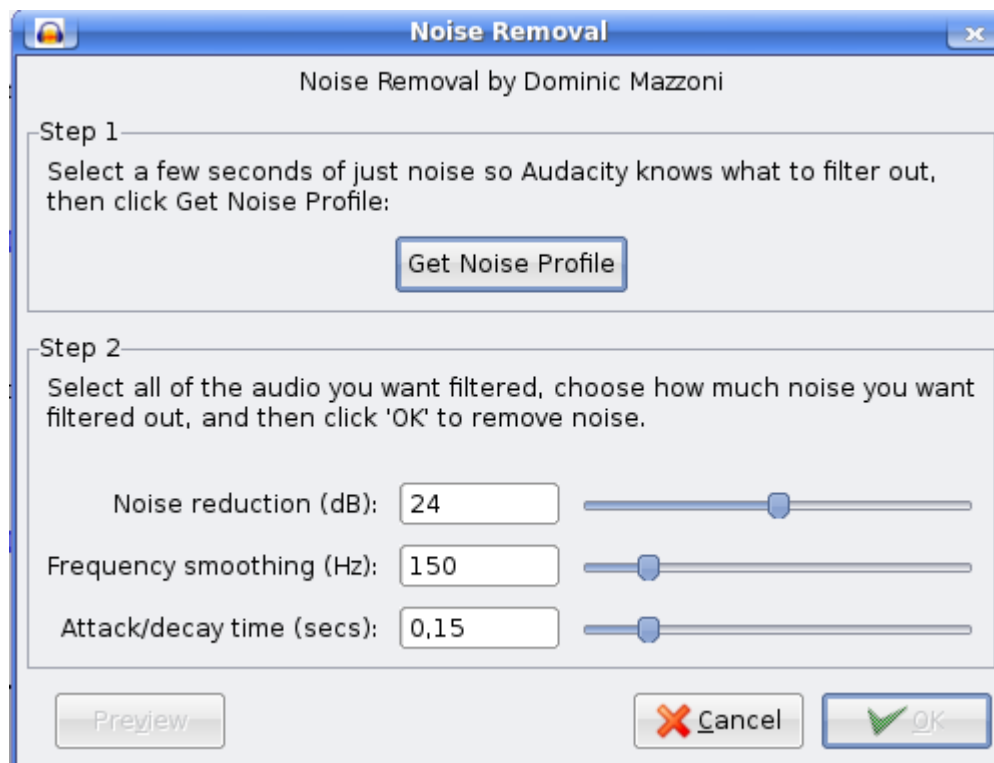 Noise Removal
Noise Removal by Dominic Mazzoni
Step 1
Select a few seconds of just noise so Audacity knows what to filter out,
then click Get Noise Profile:
Get Noise Profile
Step 2
Select all of the audio you want filtered, choose how much noise you want
filtered out, and then click 'OK' to remove noise.
Noise reduction (dB): 24
Frequency smoothing (Hz): 150
Attack/decay time (secs): 0,15
Preview Cancel OK